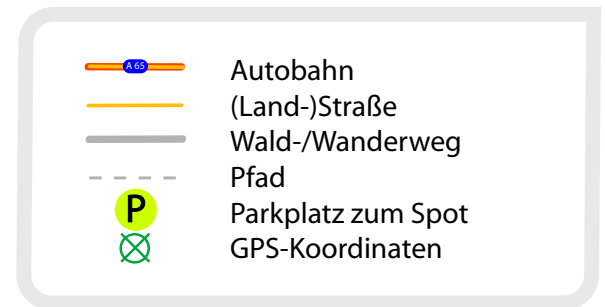 A 65 Autobahn
(Land-)Straße
Wald-/Wanderweg
Pfad
P Parkplatz zum Spot
GPS-Koordinaten